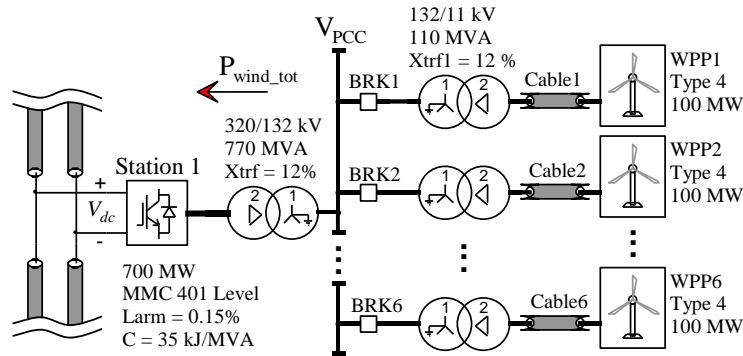 V_PCC
132/11 kV
110 MVA
Xtrf1 = 12 %
BRK1
1
2
Cable1
WPP1
Type 4
100 MW
P_wind_tot
320/132 kV
770 MVA
Xtrf = 12%
2
1
Station 1
+
V_dc
-
700 MW
MMC 401 Level
Larm = 0.15%
C = 35 kJ/MVA
BRK2
1
2
Cable2
WPP2
Type 4
100 MW
BRK6
1
2
Cable6
WPP6
Type 4
100 MW